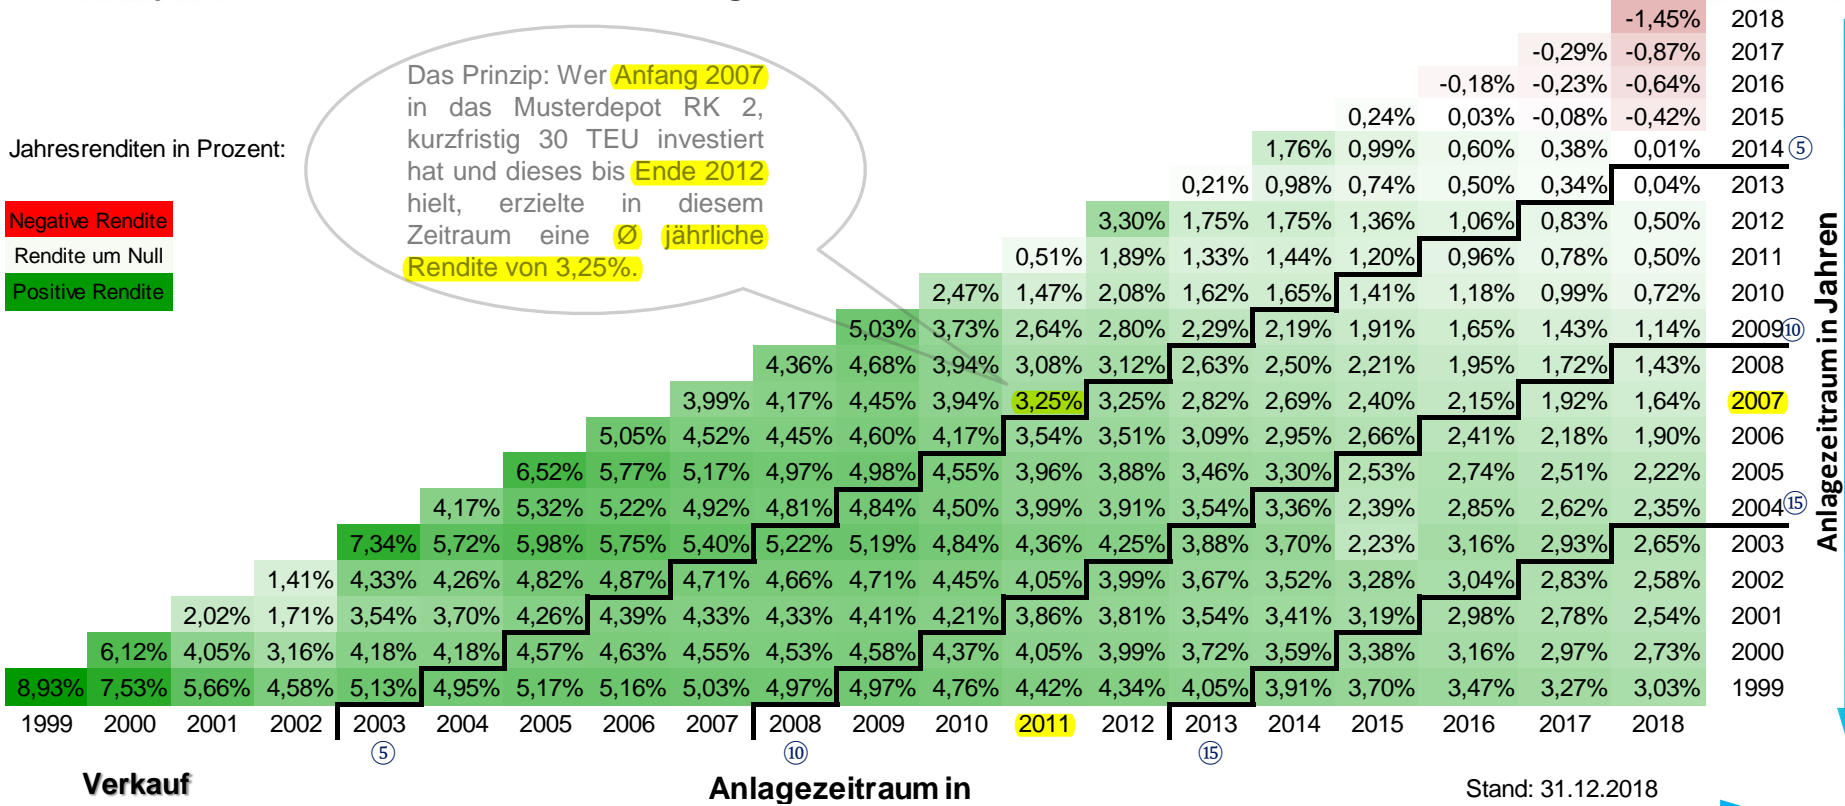 -1,45% 2018
-0,29% -0,87% 2017
-0,18% -0,23% -0,64% 2016
0,24% 0,03% -0,08% -0,42% 2015
1,76% 0,99% 0,60% 0,38% 0,01% 2014 ⑤
0,21% 0,98% 0,74% 0,50% 0,34% 0,04% 2013
3,30% 1,75% 1,75% 1,36% 1,06% 0,83% 0,50% 2012
0,51% 1,89% 1,33% 1,44% 1,20% 0,96% 0,78% 0,50% 2011
2,47% 1,47% 2,08% 1,62% 1,65% 1,41% 1,18% 0,99% 0,72% 2010
5,03% 3,73% 2,64% 2,80% 2,29% 2,19% 1,91% 1,65% 1,43% 1,14% 2009 ⑩
4,36% 4,68% 3,94% 3,08% 3,12% 2,63% 2,50% 2,21% 1,95% 1,72% 1,43% 2008
3,99% 4,17% 4,45% 3,94% 3,25% 3,25% 2,82% 2,69% 2,40% 2,15% 1,92% 1,64% 2007
5,05% 4,52% 4,45% 4,60% 4,17% 3,54% 3,51% 3,09% 2,95% 2,66% 2,41% 2,18% 1,90% 2006
6,52% 5,77% 5,17% 4,97% 4,98% 4,55% 3,96% 3,88% 3,46% 3,30% 2,53% 2,74% 2,51% 2,22% 2005
4,17% 5,32% 5,22% 4,92% 4,81% 4,84% 4,50% 3,99% 3,91% 3,54% 3,36% 2,39% 2,85% 2,62% 2,35% 2004 ⑮
7,34% 5,72% 5,98% 5,75% 5,40% 5,22% 5,19% 4,84% 4,36% 4,25% 3,88% 3,70% 2,23% 3,16% 2,93% 2,65% 2003
1,41% 4,33% 4,26% 4,82% 4,87% 4,71% 4,66% 4,71% 4,45% 4,05% 3,99% 3,67% 3,52% 3,28% 3,04% 2,83% 2,58% 2002
2,02% 1,71% 3,54% 3,70% 4,26% 4,39% 4,33% 4,33% 4,41% 4,21% 3,86% 3,81% 3,54% 3,41% 3,19% 2,98% 2,78% 2,54% 2001
6,12% 4,05% 3,16% 4,18% 4,18% 4,57% 4,63% 4,55% 4,53% 4,58% 4,37% 4,05% 3,99% 3,72% 3,59% 3,38% 3,16% 2,97% 2,73% 2000
8,93% 7,53% 5,66% 4,58% 5,13% 4,95% 5,17% 5,16% 5,03% 4,97% 4,97% 4,76% 4,42% 4,34% 4,05% 3,91% 3,70% 3,47% 3,27% 3,03% 1999
1999 2000 2001 2002 2003 2004 2005 2006 2007 2008 2009 2010 2011 2012 2013 2014 2015 2016 2017 2018
⑤ ⑩ ⑮
Das Prinzip: Wer Anfang 2007
in das Musterdepot RK 2,
kurzfristig 30 TEU investiert
hat und dieses bis Ende 2012
hielt, erzielte in diesem
Zeitraum eine Ø jährliche
Rendite von 3,25%.
Jahresrenditen in Prozent:
Negative Rendite
Rendite um Null
Positive Rendite
Anlagezeitraum in Jahren
Verkauf
Anlagezeitraum in
Stand: 31.12.2018